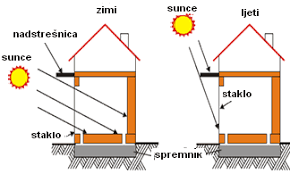 zimi
sunce
ljeti
nadstrešnica
sunce
staklo
staklo
spremnik